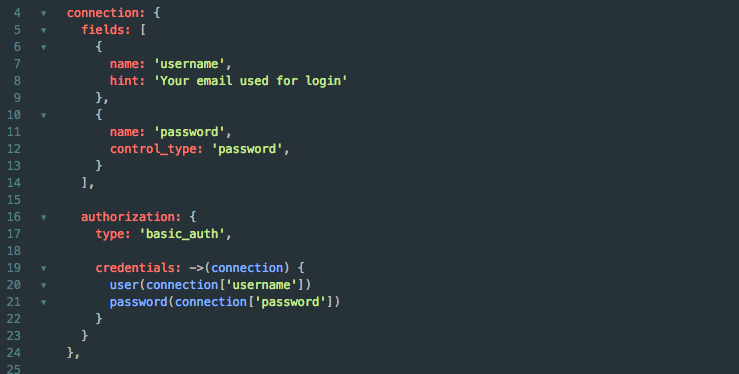 4 ▾ connection: {
5 ▾ fields: [
6 ▾ {
7 name: 'username',
8 hint: 'Your email used for login'
9 },
10 ▾ {
11 name: 'password',
12 control_type: 'password',
13 }
14 ],
15
16 ▾ authorization: {
17 type: 'basic_auth',
18
19 ▾ credentials: ->(connection) {
20 ▾ user(connection['username'])
21 ▾ password(connection['password'])
22 }
23 }
24 },
25